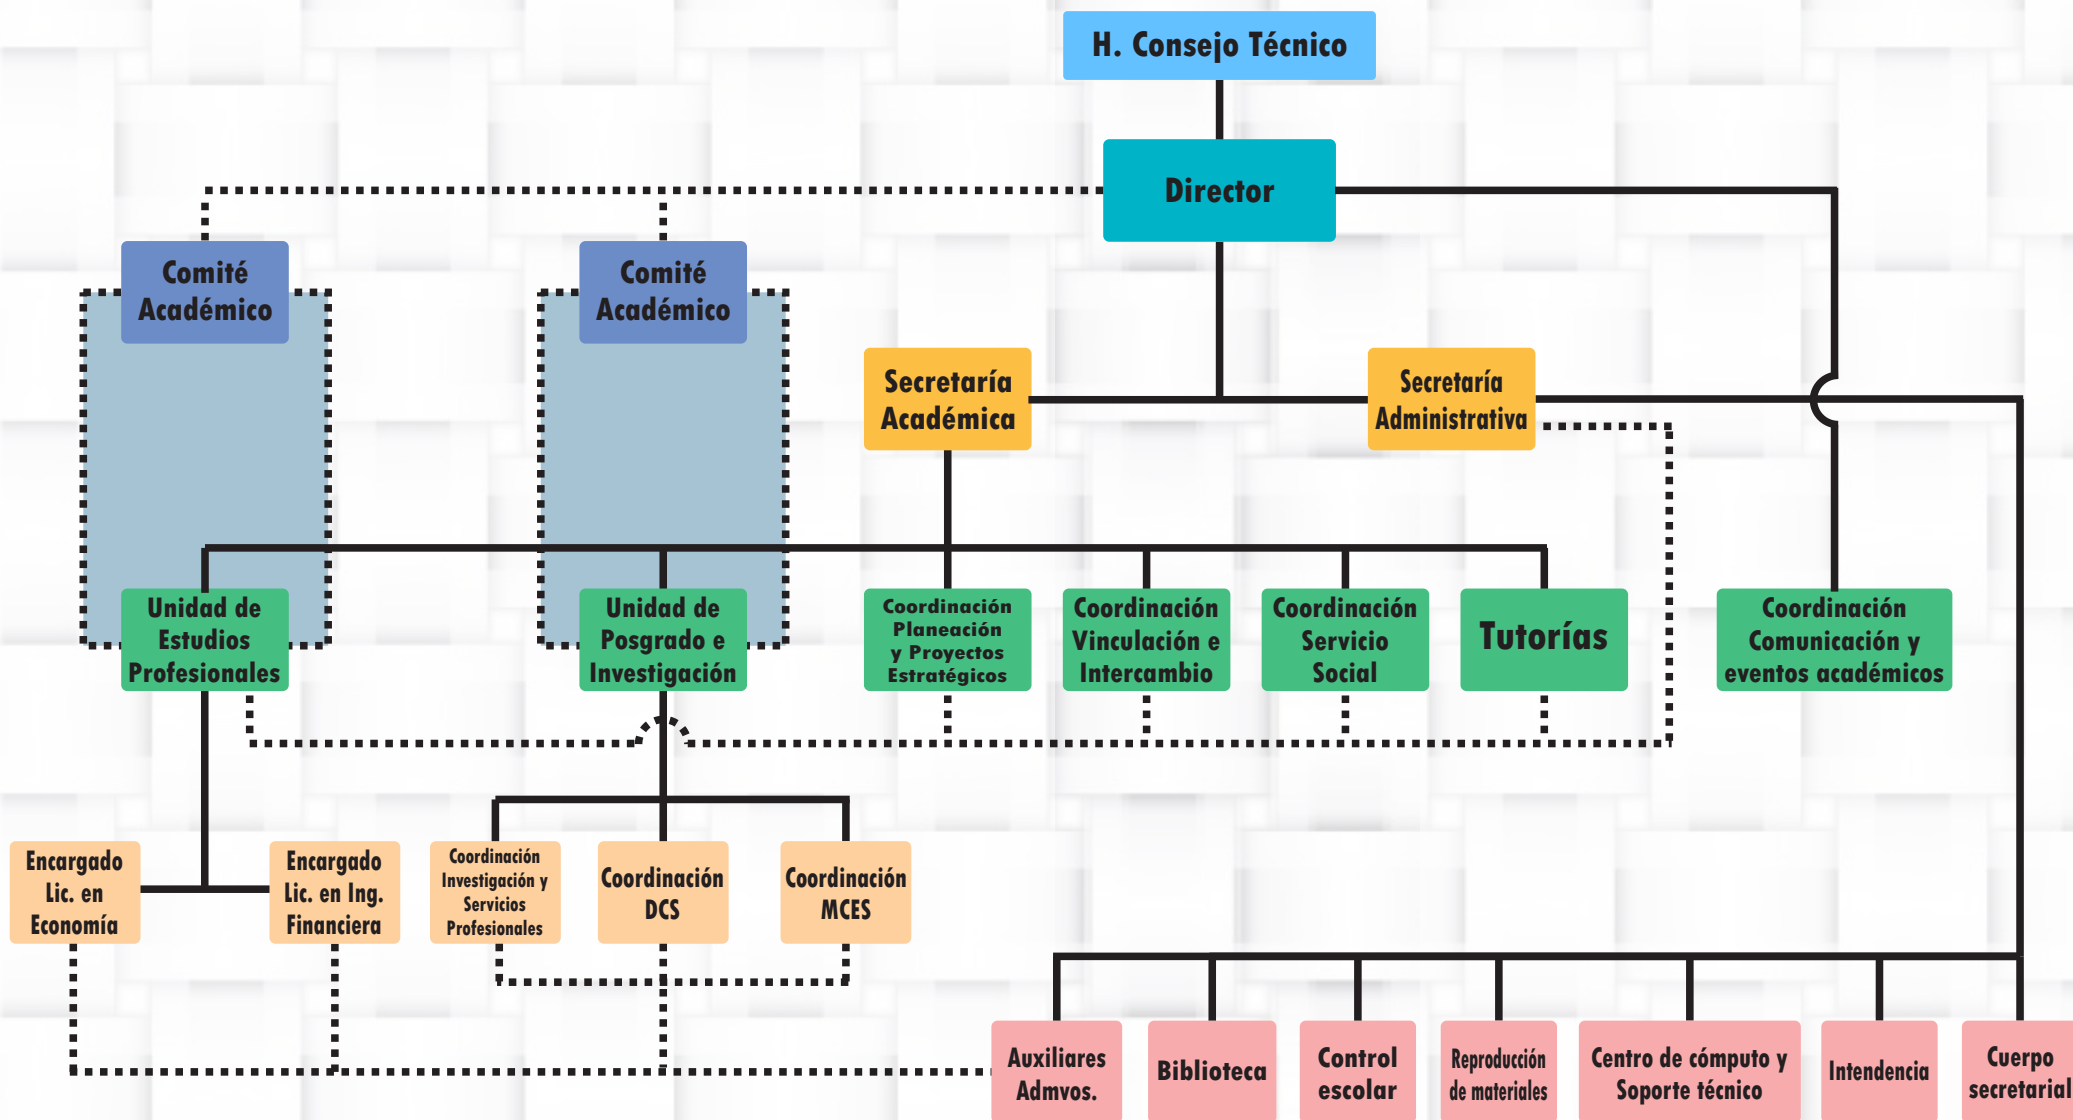 H. Consejo Técnico
Director
Comité
Académico
Comité
Académico
Secretaría
Académica
Secretaría
Administrativa
Unidad de
Estudios
Profesionales
Unidad de
Posgrado e
Investigación
Coordinación
Planeación
y Proyectos
Estratégicos
Coordinación
Vinculación e
Intercambio
Coordinación
Servicio
Social
Tutorías
Coordinación
Comunicación y
eventos académicos
Encargado
Lic. en
Economía
Encargado
Lic. en Ing.
Financiera
Coordinación
Investigación y
Servicios
Profesionales
Coordinación
DCS
Coordinación
MCES
Auxiliares
Admvos.
Biblioteca
Control
escolar
Reproducción
de materiales
Centro de cómputo y
Soporte técnico
Intendencia
Cuerpo
secretarial